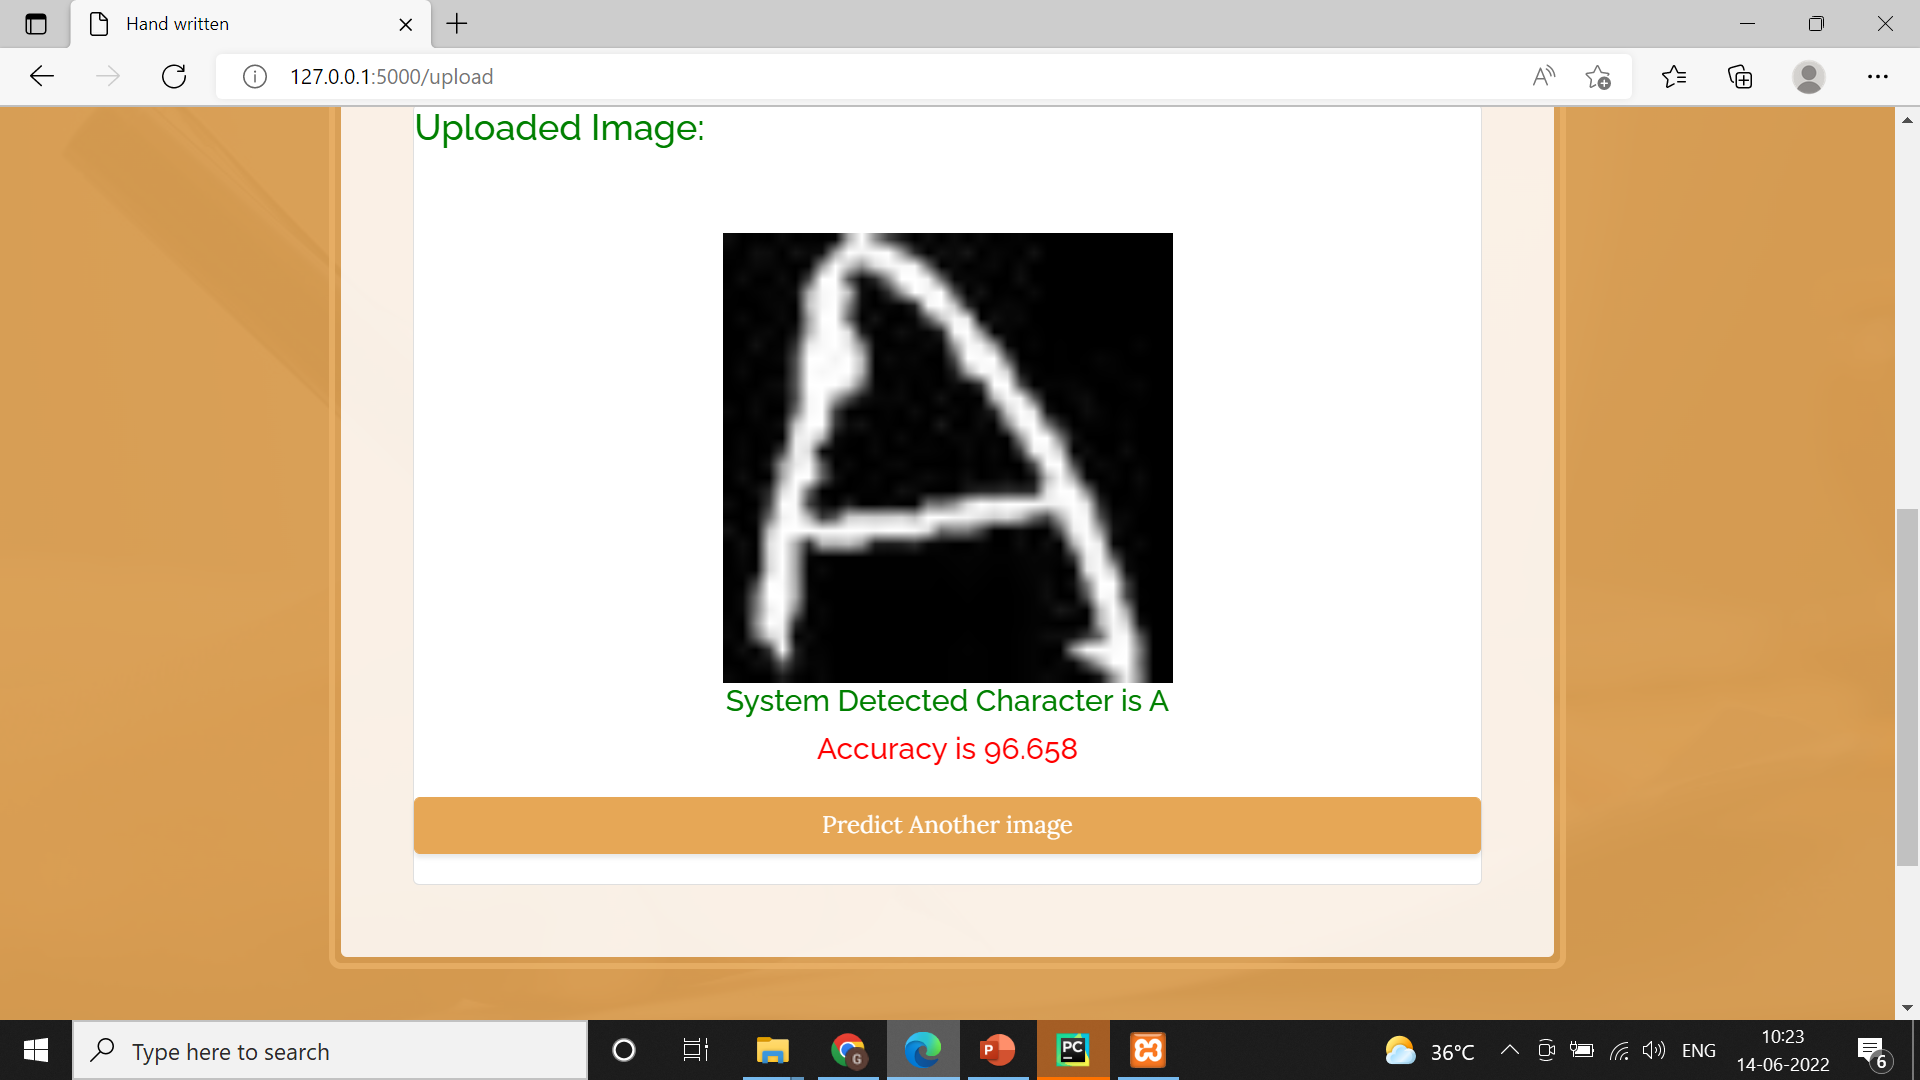 Hand written
127.0.0.1:5000/upload
Uploaded Image:
A
System Detected Character is A
Accuracy is 96.658
Predict Another image
Type here to search
G
P
PC
36°C
ENG
10:23
14-06-2022
6